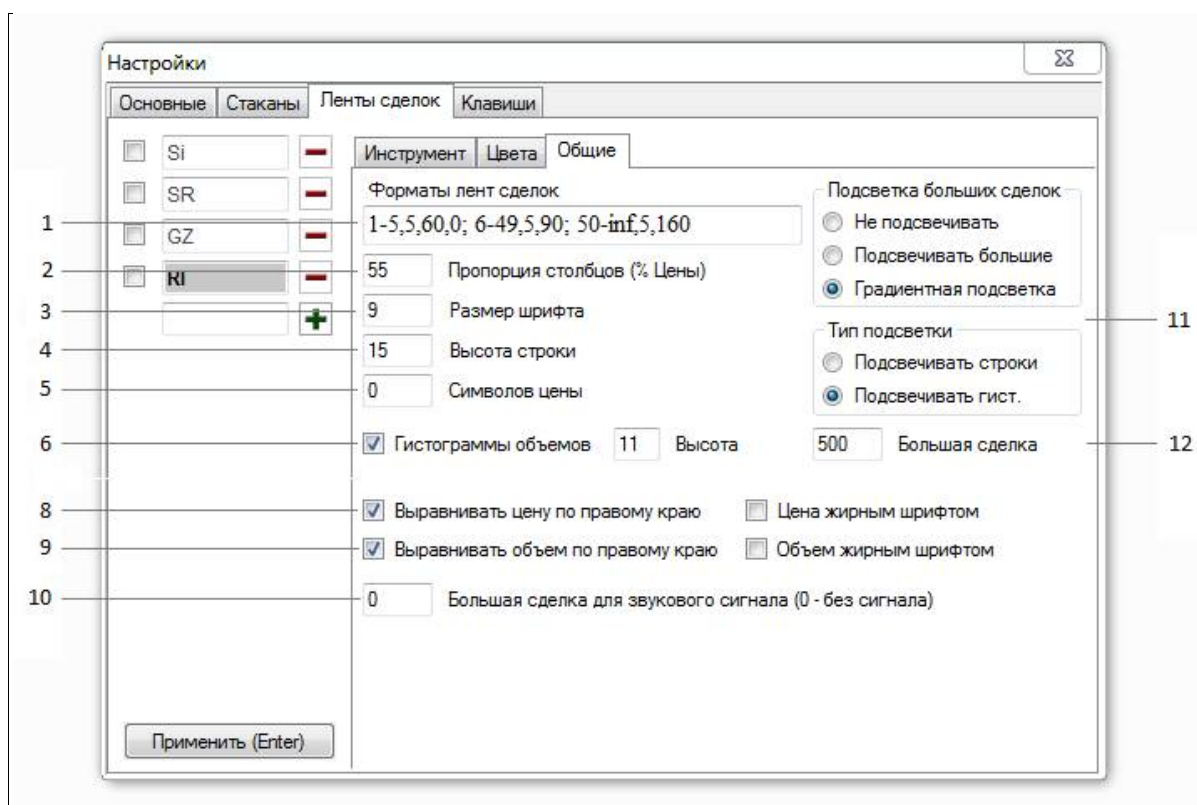 Настройки
Основные Стаканы Ленты сделок Клавиши
Si
SR
GZ
RI
Инструмент Цвета Общие
Форматы лент сделок
1 1-5,5,60,0; 6-49,5,90; 50-inf,5,160
2 55 Пропорция столбцов (% Цены)
3 9 Размер шрифта
4 15 Высота строки
5 0 Символов цены
Подсветка больших сделок
Не подсвечивать
Подсвечивать большие
Градиентная подсветка
11
Тип подсветки
Подсвечивать строки
Подсвечивать гист.
6 Гистограммы объемов 11 Высота 500 Большая сделка 12
8 Выравнивать цену по правому краю Цена жирным шрифтом
9 Выравнивать объем по правому краю Объем жирным шрифтом
10 0 Большая сделка для звукового сигнала (0 - без сигнала)
Применить (Enter)